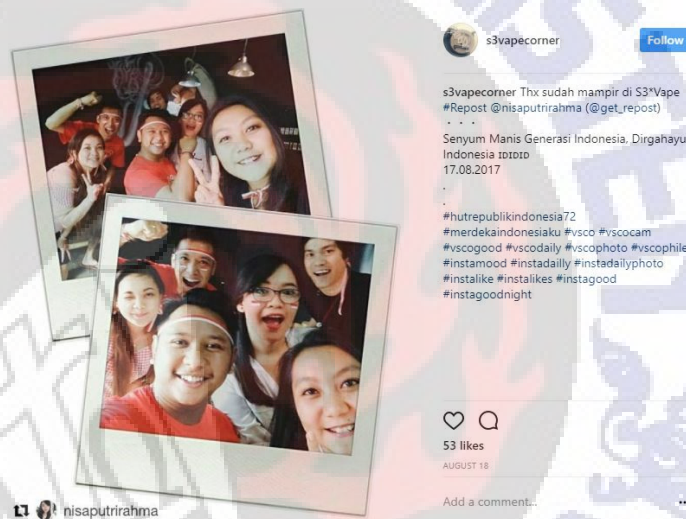 s3vapecorner
Follow
s3vapecorner Thx sudah mampir di S3*Vape
#Repost @nisaputrirahma (@get_repost)
・・・
Senyum Manis Generasi Indonesia, Dirgahayu
Indonesia IDIDID
17.08.2017
.
.
#hutrepublikindonesia72
#merdekaindonesiaku #vsco #vscocam
#vscogood #vscodaily #vscophoto #vscophile
#instamood #instadailly #instadailyphoto
#instalike #instalikes #instagood
#instagoodnight
53 likes
AUGUST 18
Add a comment...
nisaputrirahma